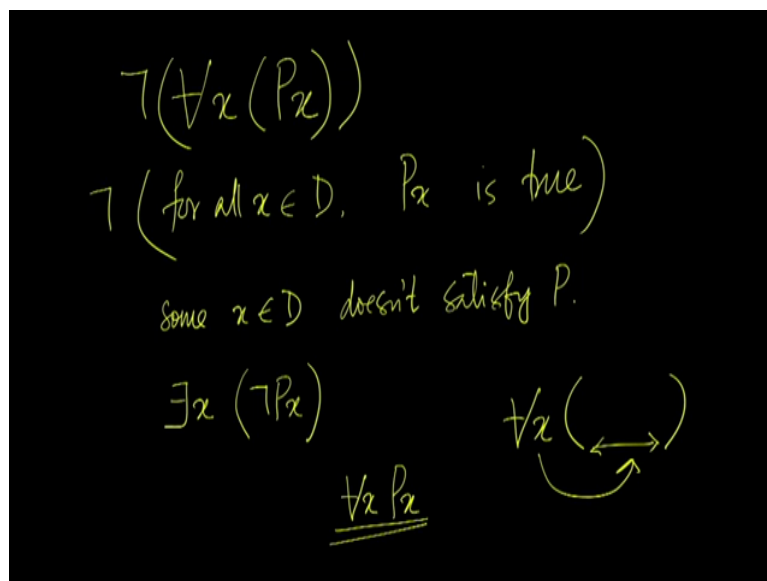 ¬(∀x(Px))
¬(for all x ∈ D, Px is true)
some x ∈ D doesn't satisfy P.
∃x (¬Px)
∀x( )
∀x Px